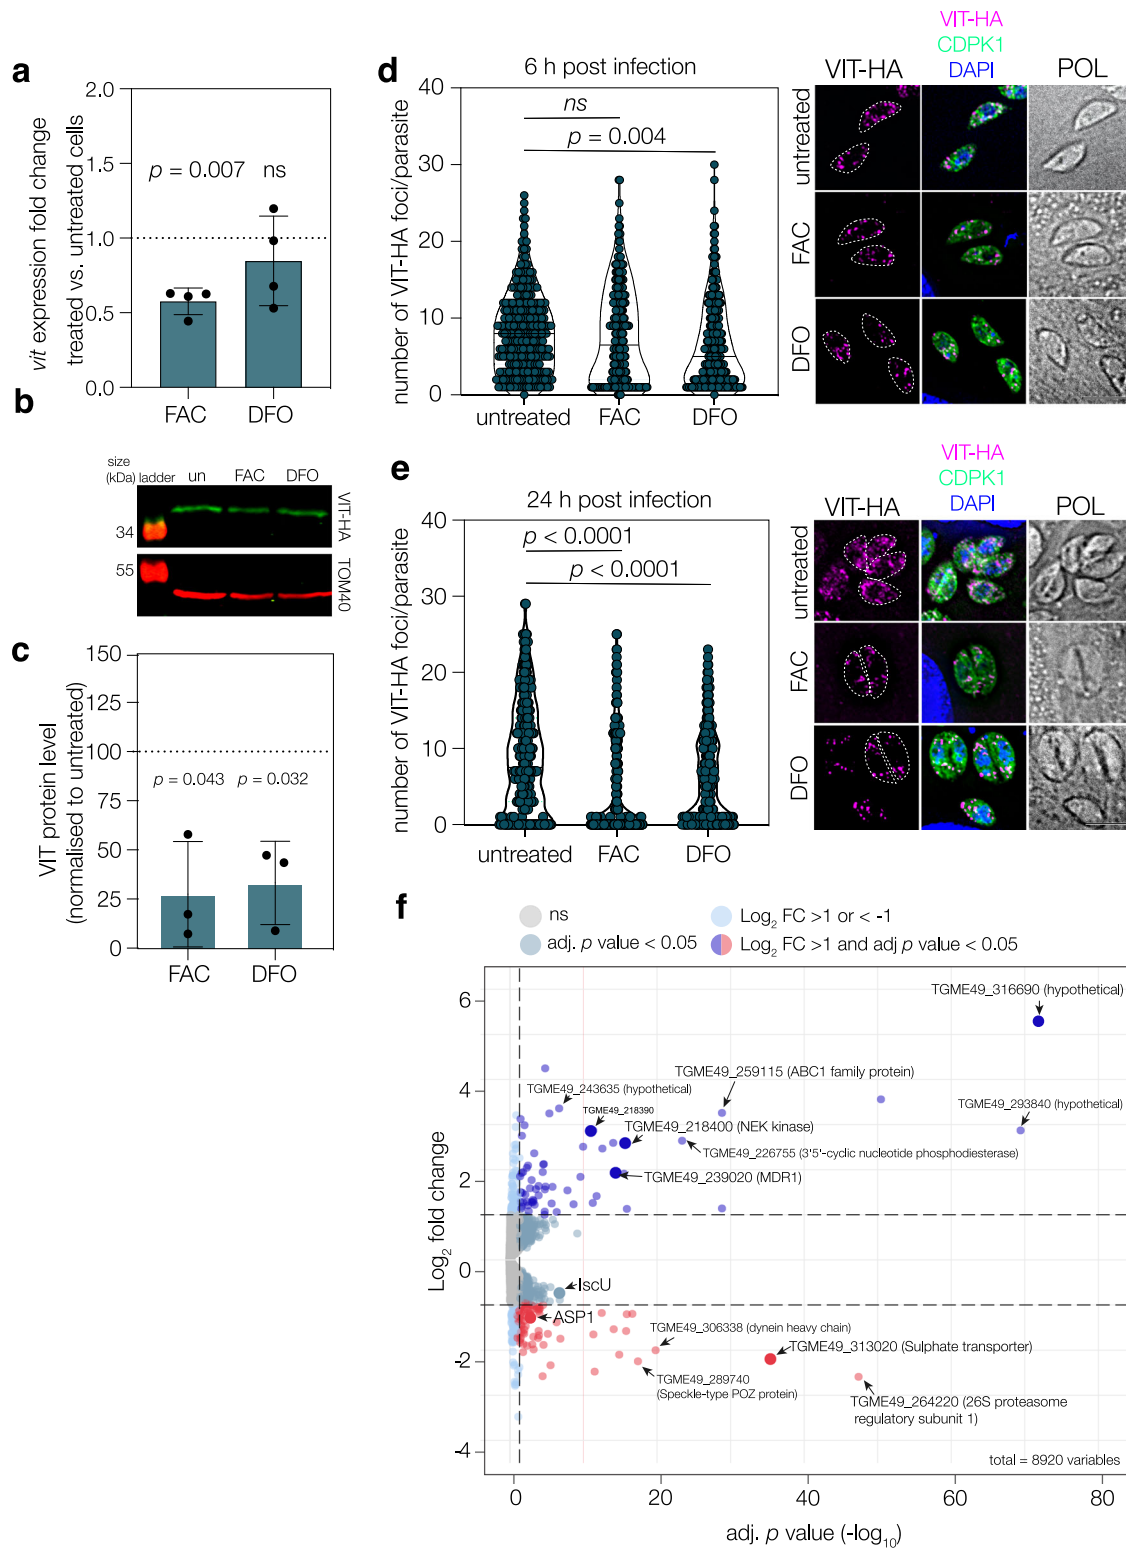 a
vit expression fold change
treated vs. untreated cells
2.0
1.5
1.0
0.5
0.0
p = 0.007
ns
FAC
DFO
b
size
(kDa)
ladder
un
FAC
DFO
34
55
VIT-HA
TOM40
c
VIT protein level
(normalised to untreated)
150
125
100
75
50
25
0
p = 0.043
p = 0.032
FAC
DFO
d
6 h post infection
number of VIT-HA foci/parasite
40
30
20
10
0
ns
p = 0.004
untreated
FAC
DFO
VIT-HA
VIT-HA
CDPK1
DAPI
POL
untreated
FAC
DFO
e
24 h post infection
number of VIT-HA foci/parasite
40
30
20
10
0
p < 0.0001
p < 0.0001
untreated
FAC
DFO
VIT-HA
VIT-HA
CDPK1
DAPI
POL
untreated
FAC
DFO
f
ns
Log2 FC >1 or < -1
adj. p value < 0.05
Log2 FC >1 and adj p value < 0.05
Log2 fold change
6
4
2
0
-2
-4
TGME49_316690 (hypothetical)
TGME49_259115 (ABC1 family protein)
TGME49_243635 (hypothetical)
TGME49_293840 (hypothetical)
TGME49_218390
TGME49_218400 (NEK kinase)
TGME49_226755 (3'5'-cyclic nucleotide phosphodiesterase)
TGME49_239020 (MDR1)
IscU
ASP1
TGME49_306338 (dynein heavy chain)
TGME49_313020 (Sulphate transporter)
TGME49_289740
(Speckle-type POZ protein)
TGME49_264220 (26S proteasome
regulatory subunit 1)
total = 8920 variables
0
20
40
60
80
adj. p value (-log10)